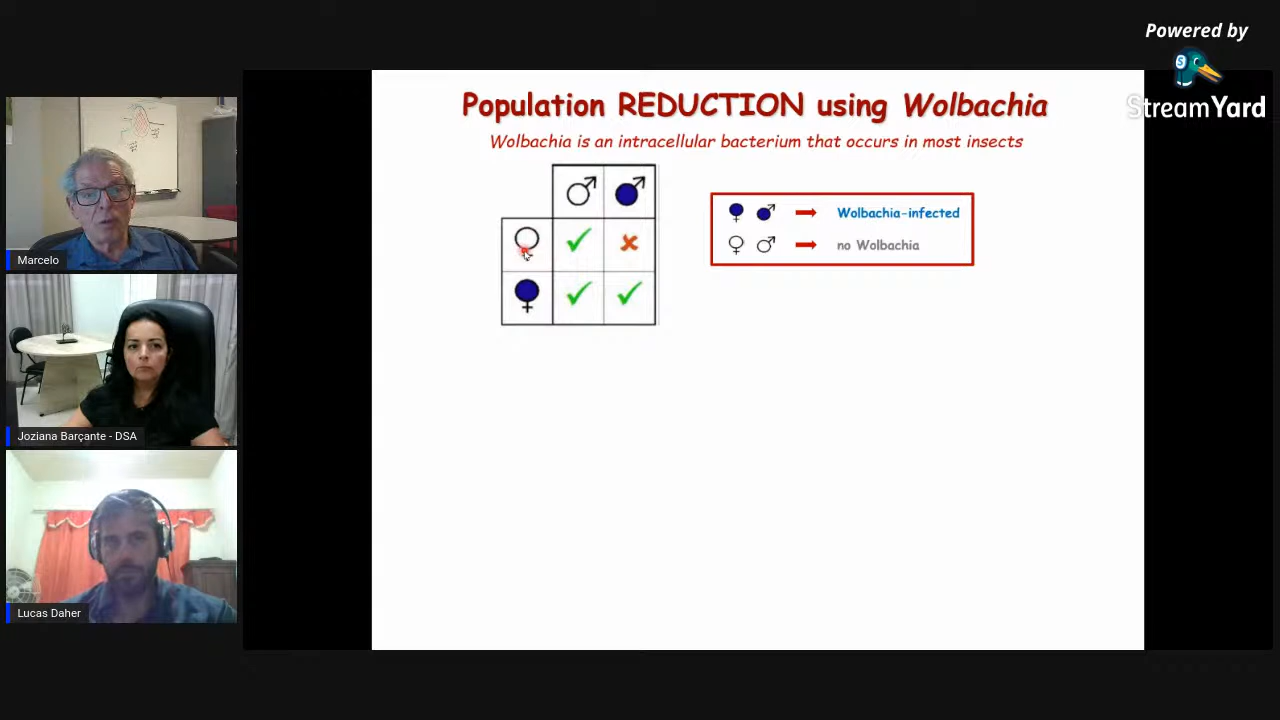 Powered by
StreamYard
Population REDUCTION using Wolbachia
Wolbachia is an intracellular bacterium that occurs in most insects
Wolbachia-infected
no Wolbachia
Marcelo
Joziana Barçante - DSA
Lucas Daher